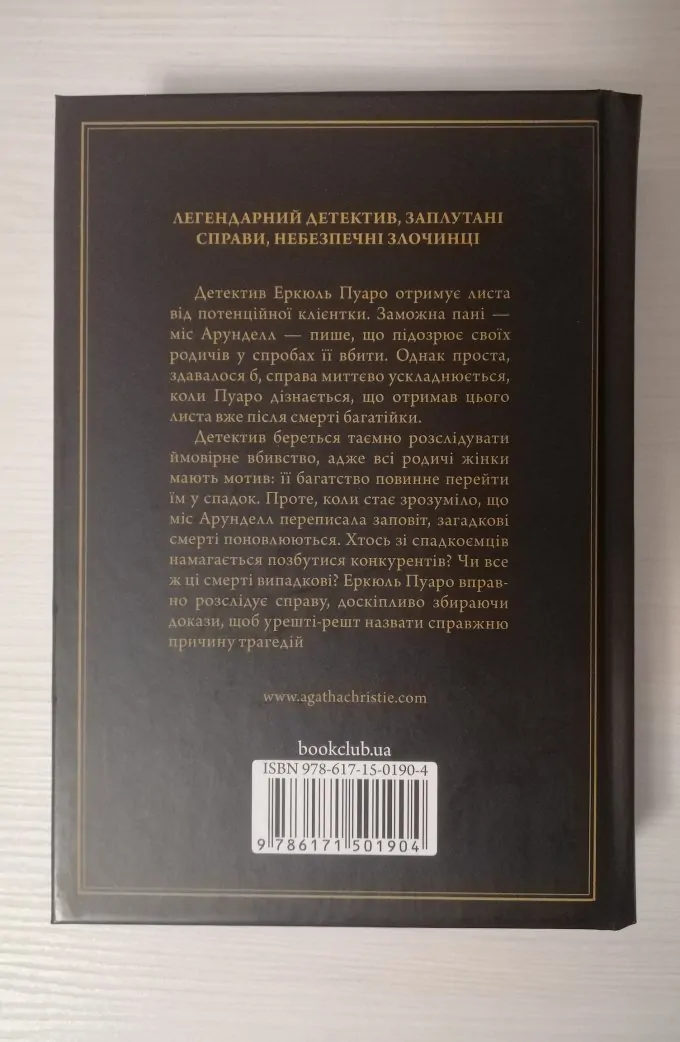 ЛЕГЕНДАРНИЙ ДЕТЕКТИВ, ЗАПЛУТАНІ
СПРАВИ, НЕБЕЗПЕЧНІ ЗЛОЧИНЦІ
Детектив Еркюль Пуаро отримує листа
від потенційної клієнтки. Заможна пані —
міс Арунделл — пише, що підозрює своїх
родичів у спробах її вбити. Однак проста,
здавалося б, справа миттєво ускладнюється,
коли Пуаро дізнається, що отримав цього
листа вже після смерті багатійки.
Детектив береться таємно розслідувати
ймовірне вбивство, адже всі родичі жінки
мають мотив: її багатство повинне перейти
їм у спадок. Проте, коли стає зрозуміло, що
міс Арунделл переписала заповіт, загадкові
смерті поновлюються. Хтось зі спадкоємців
намагається позбутися конкурентів? Чи все
ж ці смерті випадкові? Еркюль Пуаро вправ-
но розслідує справу, доскіпливо збираючи
докази, щоб урешті-решт назвати справжню
причину трагедій
www.agathachristie.com
bookclub.ua
ISBN 978-617-15-0190-4
9 786171 501904